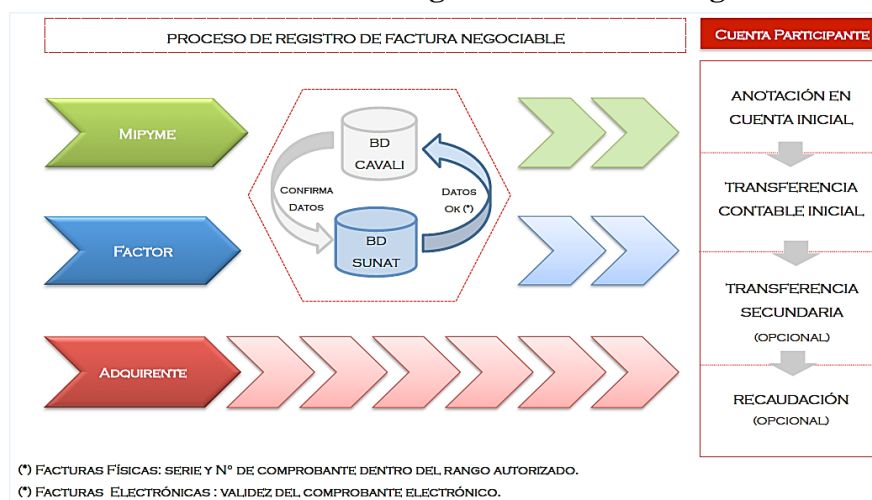 PROCESO DE REGISTRO DE FACTURA NEGOCIABLE
CUENTA PARTICIPANTE
MIPYME
BD
CAVALI
CONFIRMA
DATOS
DATOS
OK (*)
BD
SUNAT
FACTOR
ADQUIRENTE
ANOTACIÓN EN
CUENTA INICIAL
TRANSFERENCIA
CONTABLE INICIAL
TRANSFERENCIA
SECUNDARIA
(OPCIONAL)
RECAUDACIÓN
(OPCIONAL)
(*) FACTURAS FÍSICAS: SERIE Y N° DE COMPROBANTE DENTRO DEL RANGO AUTORIZADO.
(*) FACTURAS ELECTRÓNICAS : VALIDEZ DEL COMPROBANTE ELECTRÓNICO.